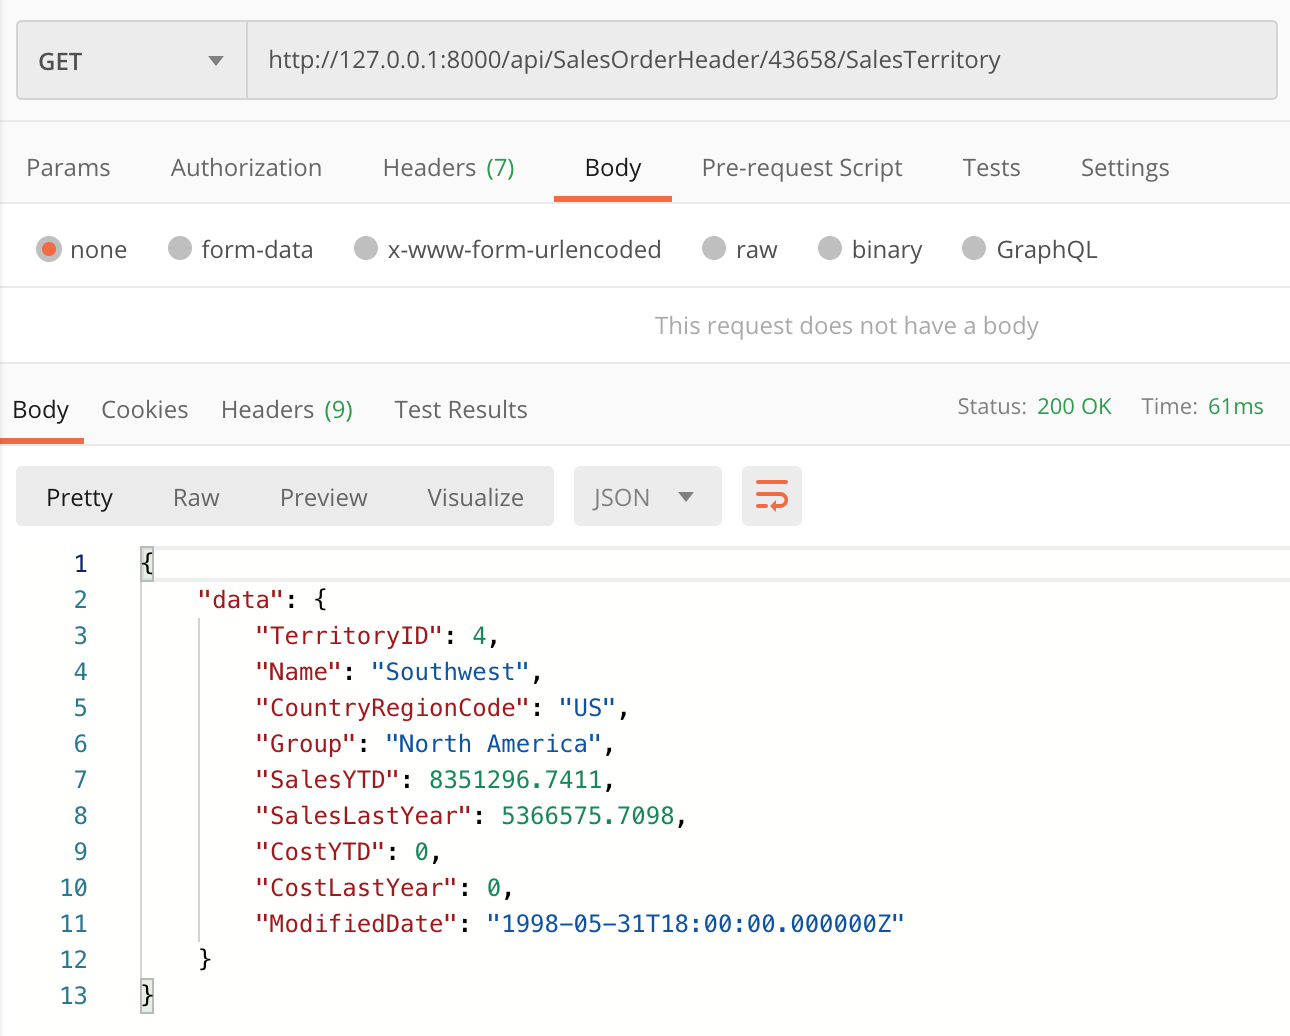 GET http://127.0.0.1:8000/api/SalesOrderHeader/43658/SalesTerritory
Params Authorization Headers (7) Body Pre-request Script Tests Settings
none form-data x-www-form-urlencoded raw binary GraphQL
This request does not have a body
Body Cookies Headers (9) Test Results Status: 200 OK Time: 61ms
Pretty Raw Preview Visualize JSON
1 {
2 "data": {
3 "TerritoryID": 4,
4 "Name": "Southwest",
5 "CountryRegionCode": "US",
6 "Group": "North America",
7 "SalesYTD": 8351296.7411,
8 "SalesLastYear": 5366575.7098,
9 "CostYTD": 0,
10 "CostLastYear": 0,
11 "ModifiedDate": "1998-05-31T18:00:00.000000Z"
12 }
13 }